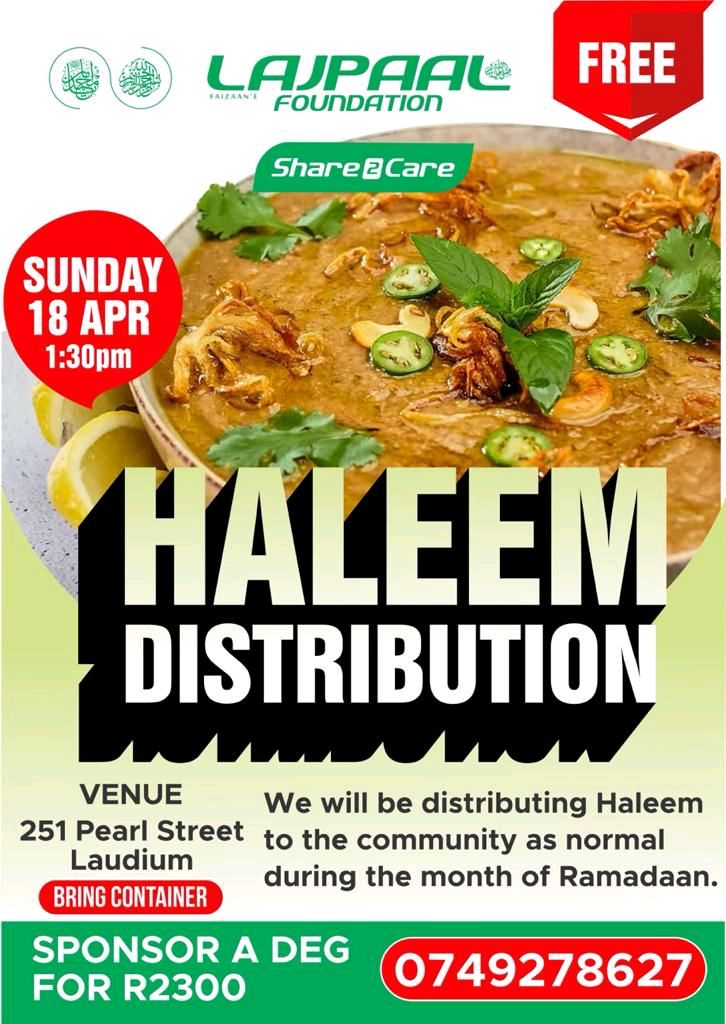 LAJPAAL
FAIZAAN'E
FOUNDATION
FREE
Share2Care
SUNDAY
18 APR
1:30pm
HALEEM
DISTRIBUTION
VENUE
251 Pearl Street
Laudium
BRING CONTAINER
We will be distributing Haleem
to the community as normal
during the month of Ramadaan.
SPONSOR A DEG
FOR R2300
0749278627